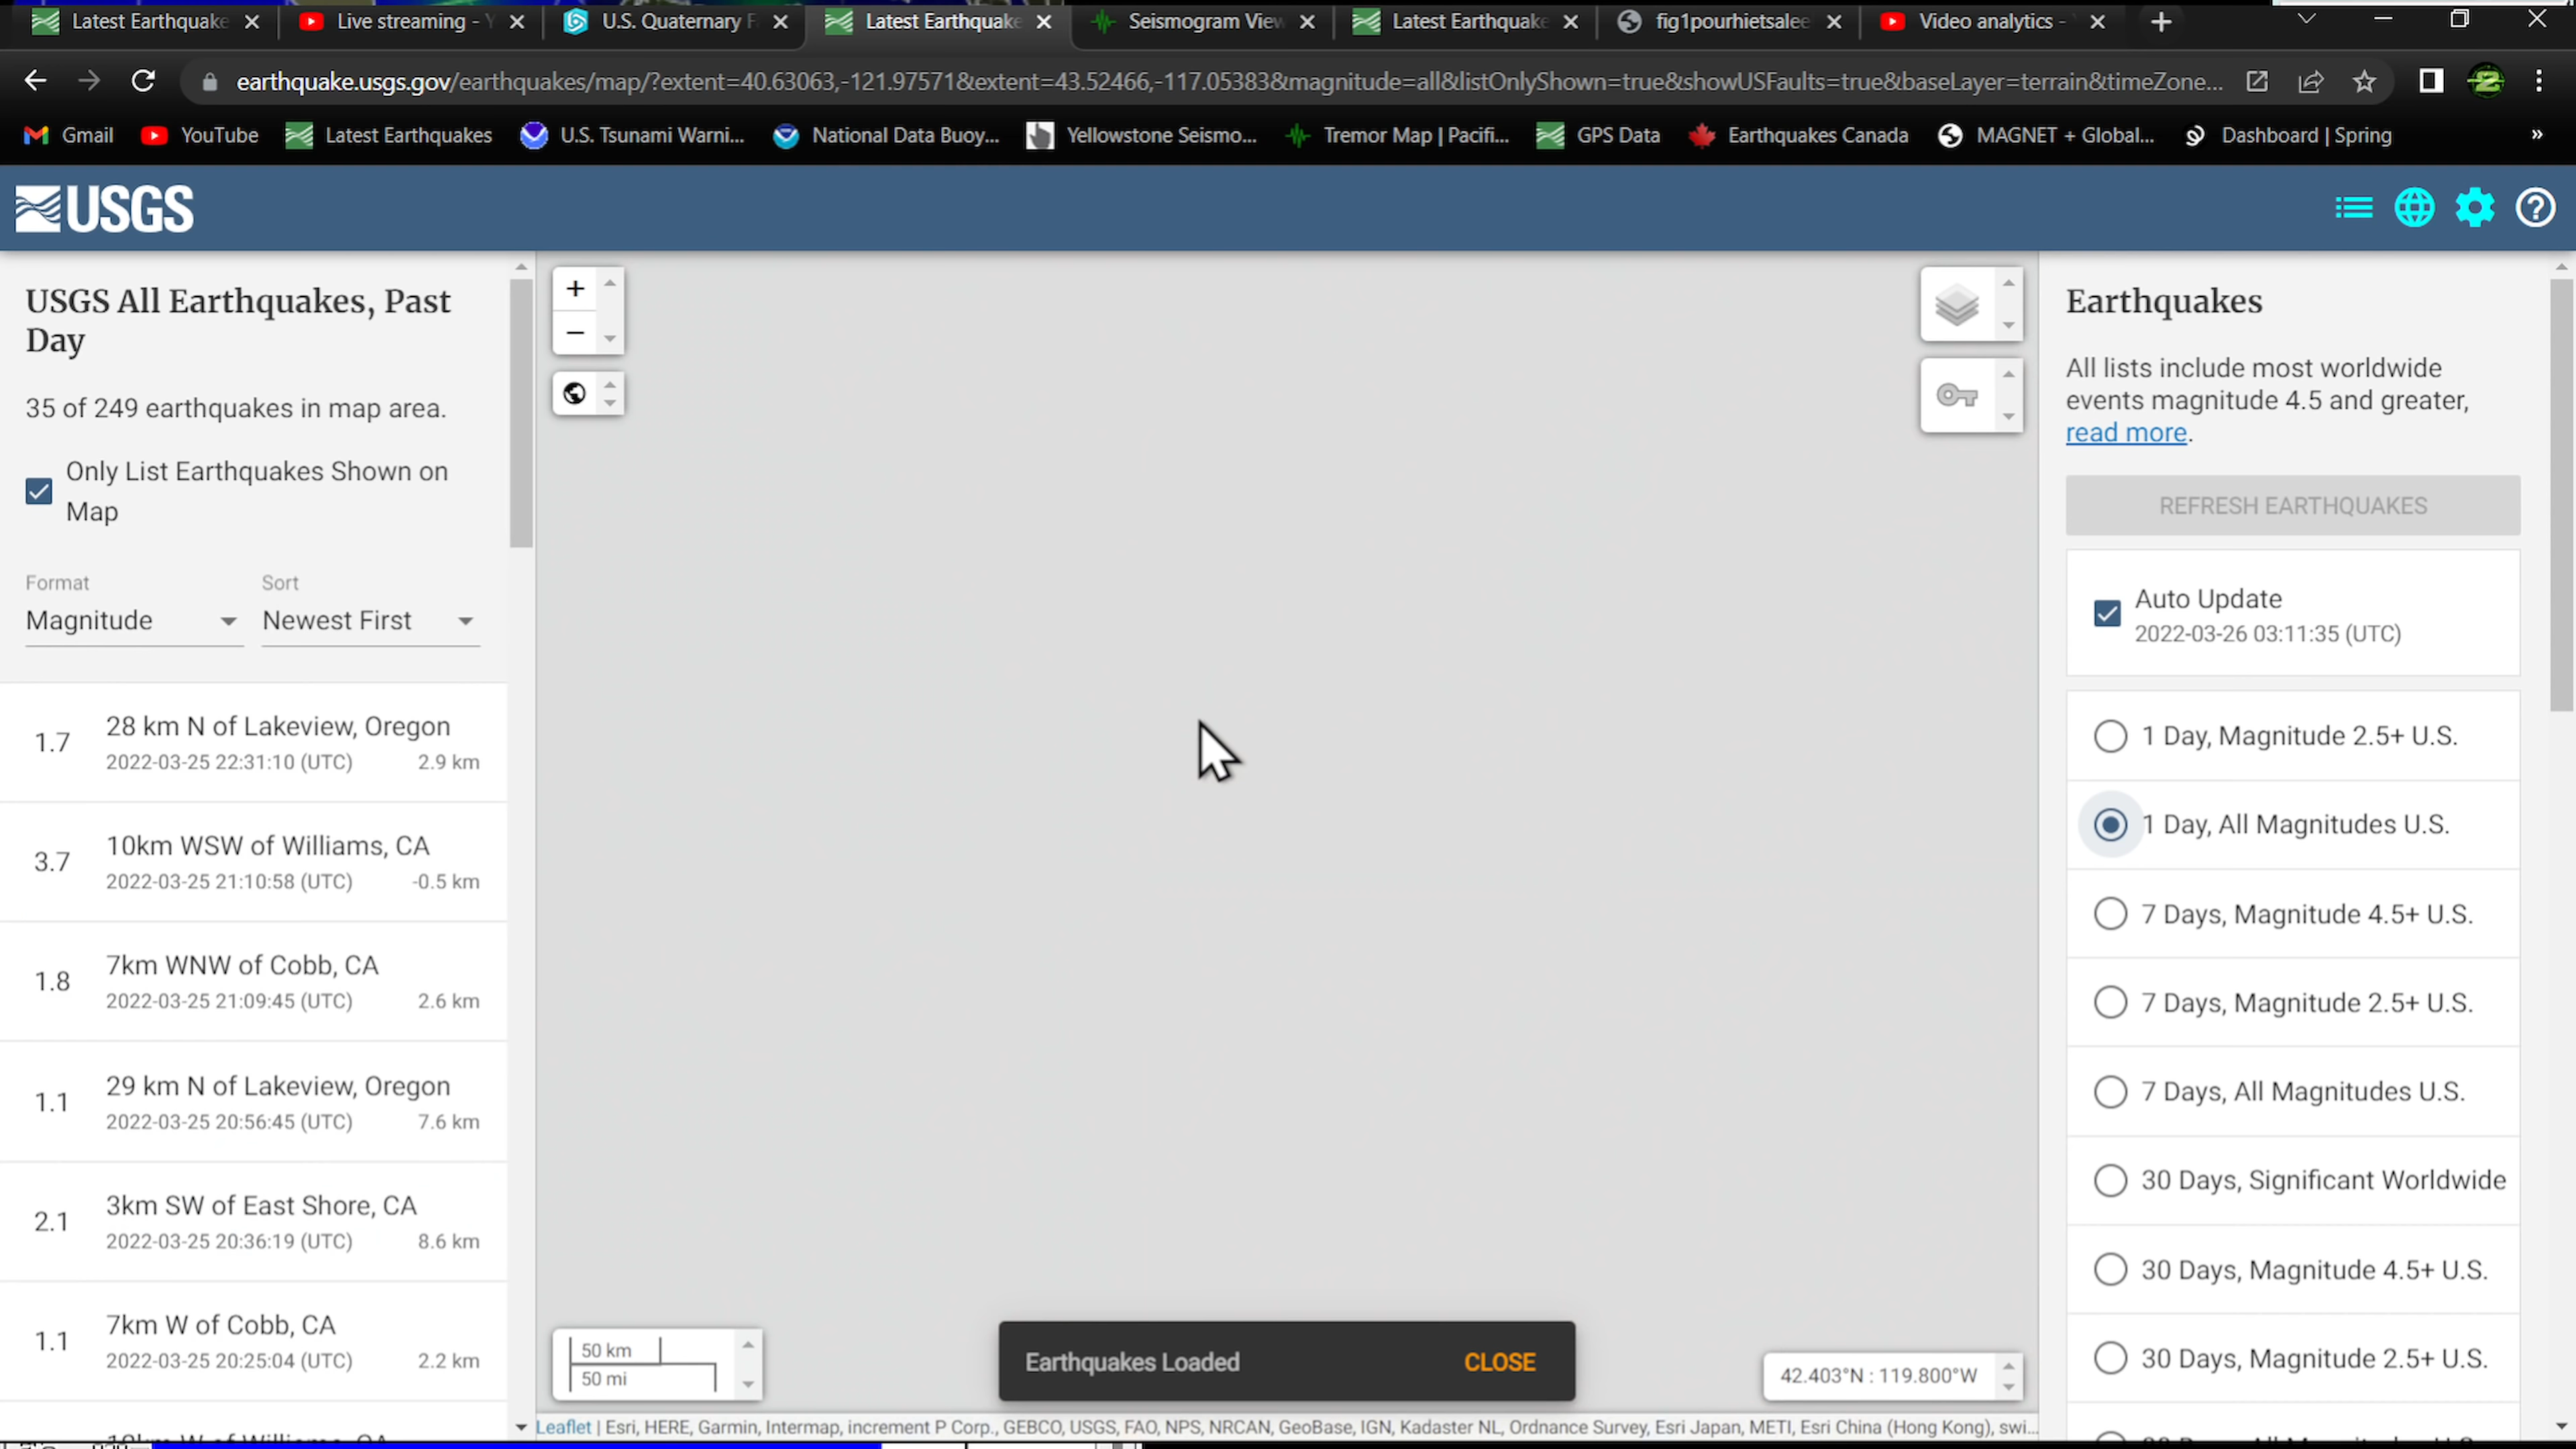 Latest Earthquake
Live streaming - Y
U.S. Quaternary F
Latest Earthquake
Seismogram View
Latest Earthquake
fig1pourhietsalee
Video analytics -
earthquake.usgs.gov/earthquakes/map/?extent=40.63063,-121.97571&extent=43.52466,-117.05383&magnitude=all&listOnlyShown=true&showUSFaults=true&baseLayer=terrain&timeZone...
Gmail
YouTube
Latest Earthquakes
U.S. Tsunami Warni...
National Data Buoy...
Yellowstone Seismo...
Tremor Map | Pacifi...
GPS Data
Earthquakes Canada
MAGNET + Global...
Dashboard | Spring
»
USGS
USGS All Earthquakes, Past
Day
35 of 249 earthquakes in map area.
Only List Earthquakes Shown on
Map
Format
Sort
Magnitude
Newest First
1.7
28 km N of Lakeview, Oregon
2022-03-25 22:31:10 (UTC) 2.9 km
3.7
10km WSW of Williams, CA
2022-03-25 21:10:58 (UTC) -0.5 km
1.8
7km WNW of Cobb, CA
2022-03-25 21:09:45 (UTC) 2.6 km
1.1
29 km N of Lakeview, Oregon
2022-03-25 20:56:45 (UTC) 7.6 km
2.1
3km SW of East Shore, CA
2022-03-25 20:36:19 (UTC) 8.6 km
1.1
7km W of Cobb, CA
2022-03-25 20:25:04 (UTC) 2.2 km
+
−
50 km
50 mi
Earthquakes Loaded CLOSE
42.403°N : 119.800°W
Leaflet | Esri, HERE, Garmin, Intermap, increment P Corp., GEBCO, USGS, FAO, NPS, NRCAN, GeoBase, IGN, Kadaster NL, Ordnance Survey, Esri Japan, METI, Esri China (Hong Kong), swi...
Earthquakes
All lists include most worldwide
events magnitude 4.5 and greater,
read more.
REFRESH EARTHQUAKES
Auto Update
2022-03-26 03:11:35 (UTC)
1 Day, Magnitude 2.5+ U.S.
1 Day, All Magnitudes U.S.
7 Days, Magnitude 4.5+ U.S.
7 Days, Magnitude 2.5+ U.S.
7 Days, All Magnitudes U.S.
30 Days, Significant Worldwide
30 Days, Magnitude 4.5+ U.S.
30 Days, Magnitude 2.5+ U.S.